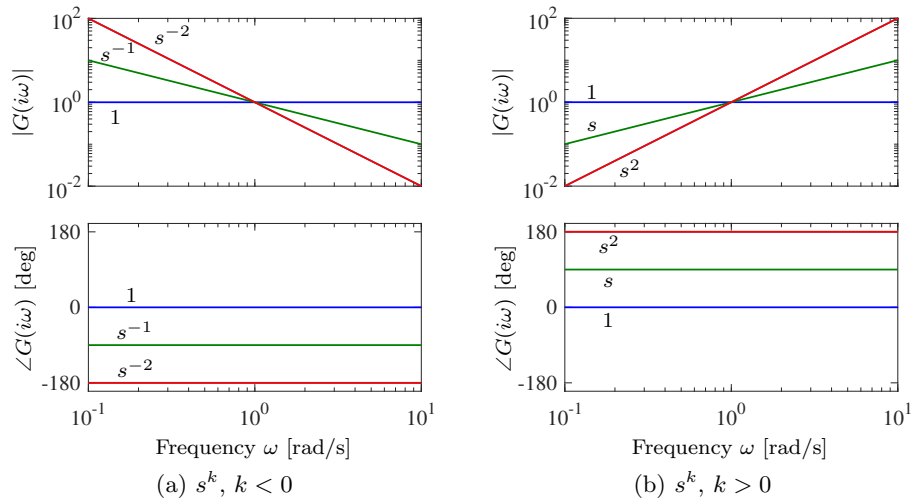 10^2
s^{-2}
s^{-1}
|G(iω)|
10^0
1
10^{-2}
180
∠G(iω) [deg]
1
0
s^{-1}
s^{-2}
-180
10^{-1}
10^0
10^1
Frequency ω [rad/s]
(a) s^k, k < 0
10^2
|G(iω)|
1
10^0
s
s^2
10^{-2}
180
s^2
∠G(iω) [deg]
s
0
1
-180
10^{-1}
10^0
10^1
Frequency ω [rad/s]
(b) s^k, k > 0